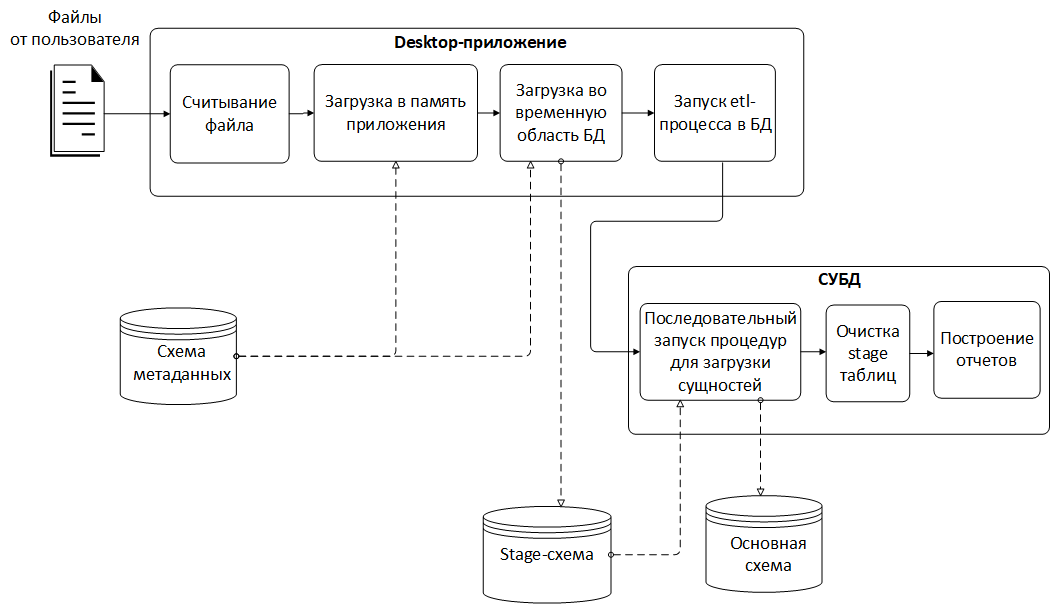 Файлы
от пользователя
Desktop-приложение
Считывание
файла
Загрузка в память
приложения
Загрузка во
временную
область БД
Запуск etl-
процесса в БД
СУБД
Последовательный
запуск процедур
для загрузки
сущностей
Очистка
stage
таблиц
Построение
отчетов
Схема
метаданных
Stage-схема
Основная
схема